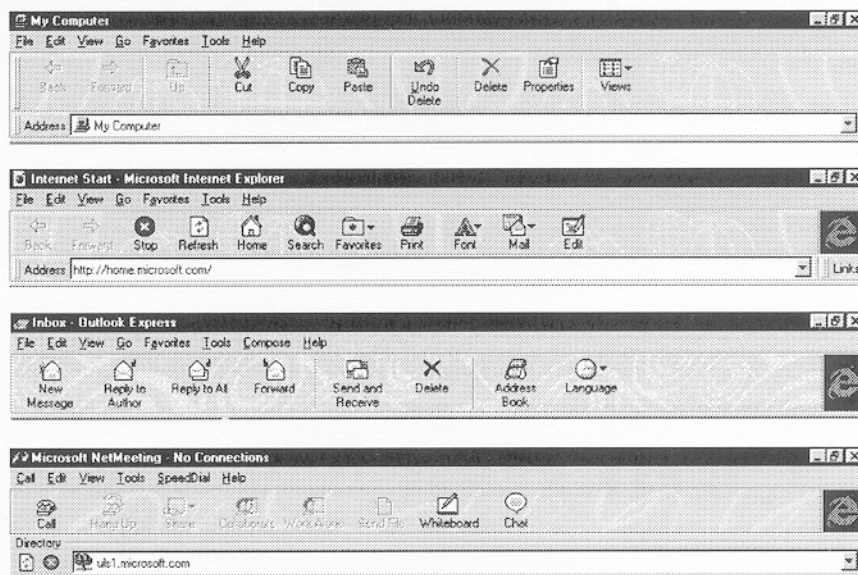 My Computer
File Edit View Go Favorites Tools Help
Back Forward Up Cut Copy Paste Undo Delete Delete Properties Views
Address My Computer
Internet Start - Microsoft Internet Explorer
File Edit View Go Favorites Tools Help
Back Forward Stop Refresh Home Search Favorites Print Font Mail Edit
Address http://home.microsoft.com/ Links
Inbox - Outlook Express
File Edit View Go Favorites Tools Compose Help
New Message Reply to Author Reply to All Forward Send and Receive Delete Address Book Language
Microsoft NetMeeting - No Connections
Call Edit View Tools SpeedDial Help
Call Hang Up Share Collaborate Work Alone Send File Whiteboard Chat
Directory
uls1.microsoft.com